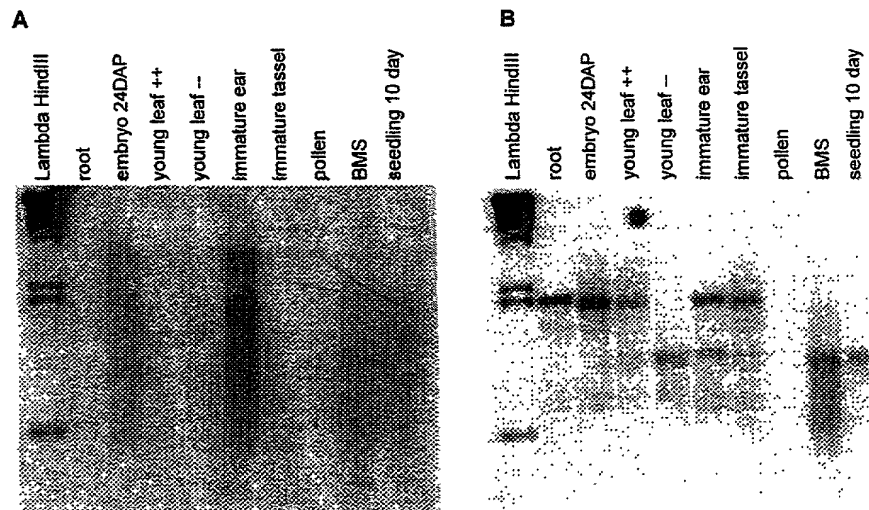 A
Lambda HindIII
root
embryo 24DAP
young leaf ++
young leaf --
immature ear
immature tassel
pollen
BMS
seedling 10 day
B
Lambda HindIII
root
embryo 24DAP
young leaf ++
young leaf --
immature ear
immature tassel
pollen
BMS
seedling 10 day